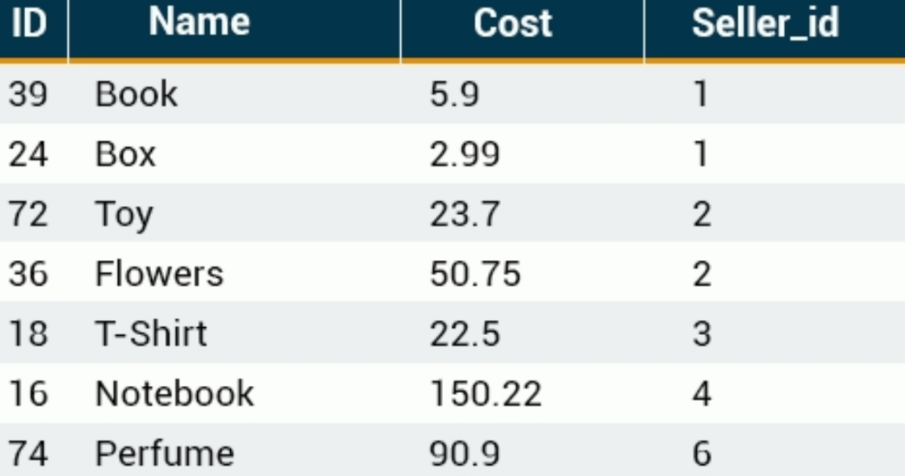 ID Name Cost Seller_id
39 Book 5.9 1
24 Box 2.99 1
72 Toy 23.7 2
36 Flowers 50.75 2
18 T-Shirt 22.5 3
16 Notebook 150.22 4
74 Perfume 90.9 6